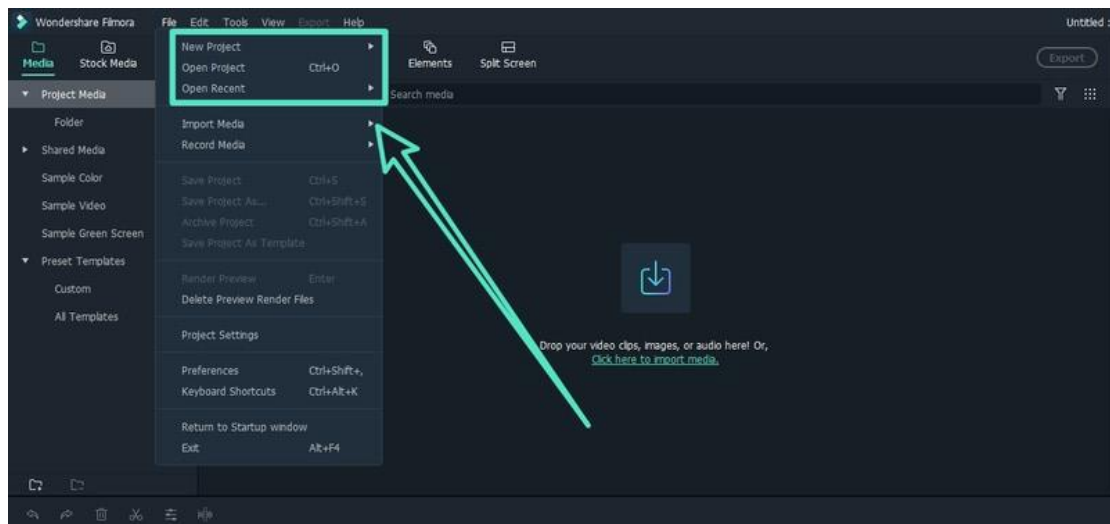 Wondershare Filmora File Edit Tools View Export Help Untitled :
Media Stock Media Elements Split Screen Export
Project Media
Folder
Shared Media
Sample Color
Sample Video
Sample Green Screen
Preset Templates
Custom
All Templates
New Project
Open Project Ctrl+O
Open Recent
Import Media
Record Media
Save Project Ctrl+S
Save Project As... Ctrl+Shift+S
Archive Project Ctrl+Shift+A
Save Project As Template
Render Preview Enter
Delete Preview Render Files
Project Settings
Preferences Ctrl+Shift+,
Keyboard Shortcuts Ctrl+Alt+K
Return to Startup window
Exit Alt+F4
Search media
Drop your video clips, images, or audio here! Or,
Click here to import media.